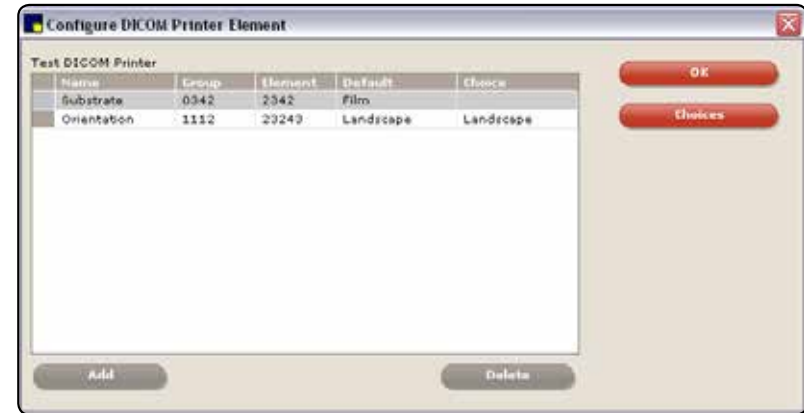 Configure DICOM Printer Element
Test DICOM Printer
Name Group Element Default Choice
Substrate 0342 2342 Film
Orientation 1112 23243 Landscape Landscape
OK
Choices
Add Delete